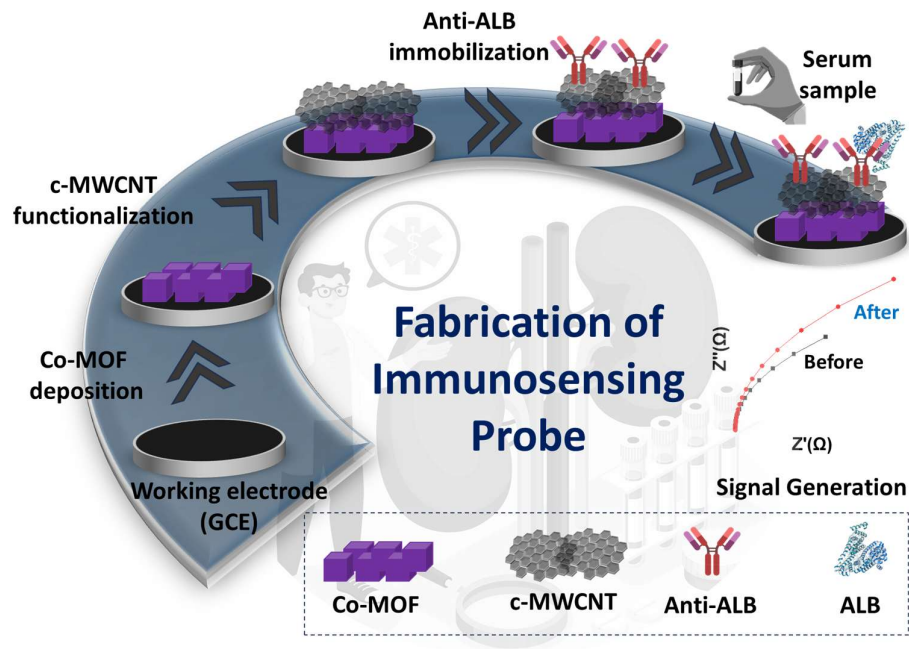 Anti-ALB
immobilization
Serum
sample
c-MWCNT
functionalization
Co-MOF
deposition
Working electrode
(GCE)
Fabrication of
Immunosensing
Probe
Z''(Ω)
After
Before
Z'(Ω)
Signal Generation
Co-MOF
c-MWCNT
Anti-ALB
ALB